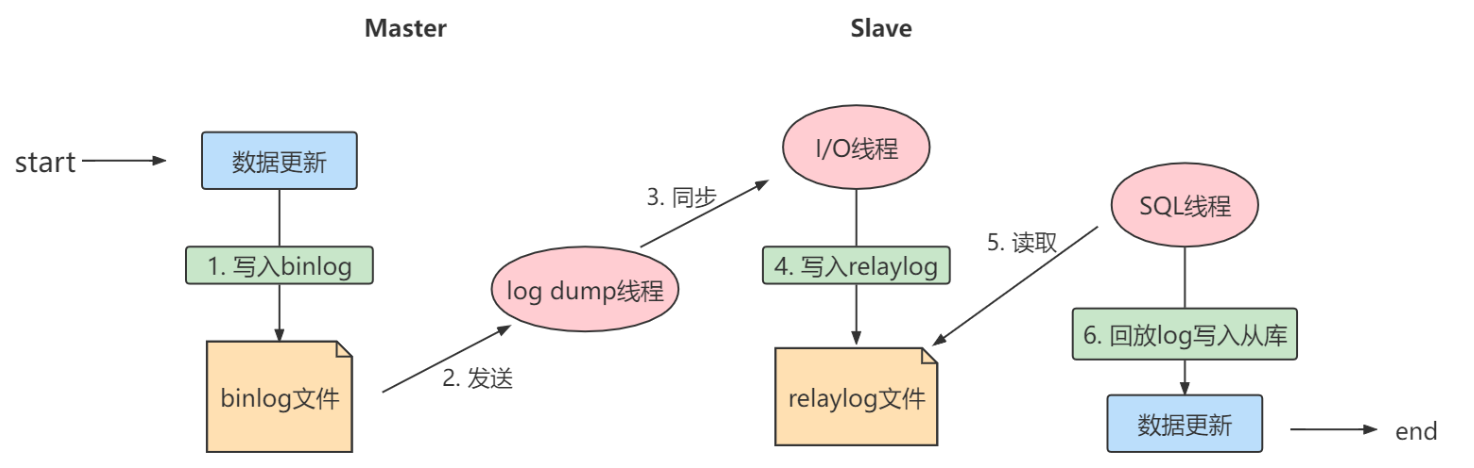 Master
Slave
start
数据更新
1. 写入binlog
binlog文件
2. 发送
log dump线程
3. 同步
I/O线程
4. 写入relaylog
relaylog文件
5. 读取
SQL线程
6. 回放log写入从库
数据更新
end